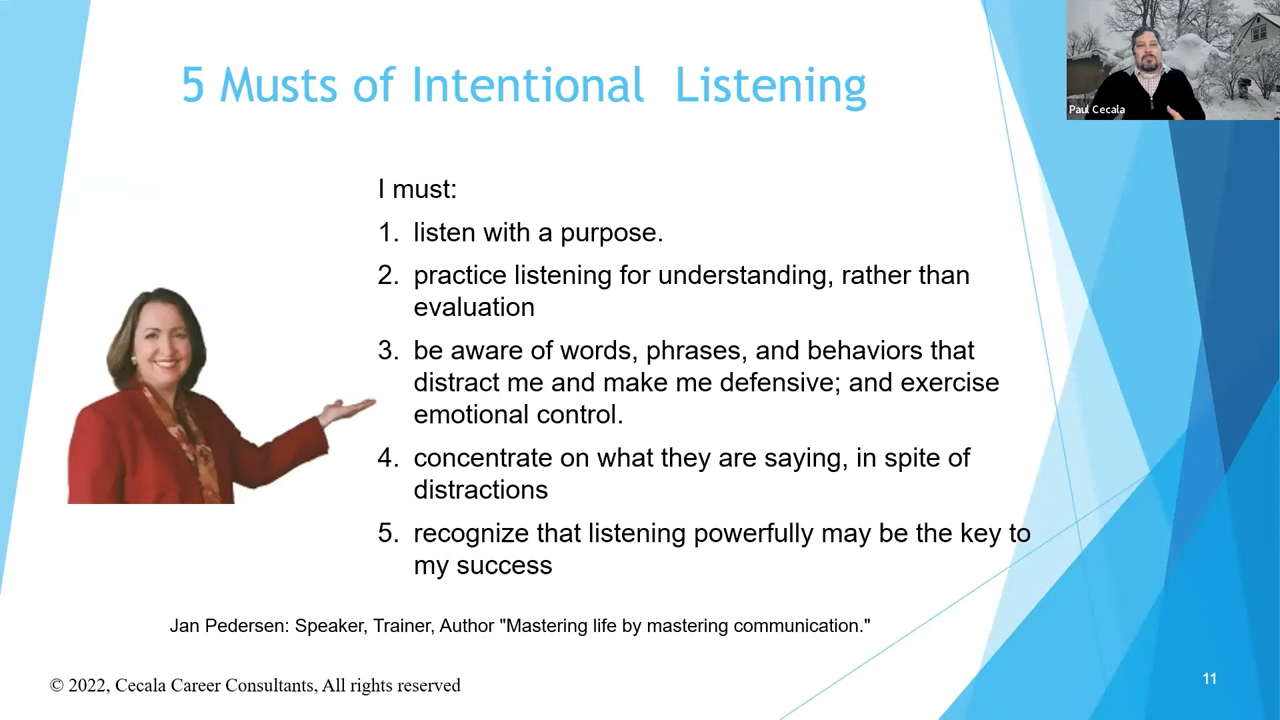 5 Musts of Intentional  Listening
Paul Cecala
I must:
1. listen with a purpose.
2. practice listening for understanding, rather than
evaluation
3. be aware of words, phrases, and behaviors that
distract me and make me defensive; and exercise
emotional control.
4. concentrate on what they are saying, in spite of
distractions
5. recognize that listening powerfully may be the key to
my success
Jan Pedersen: Speaker, Trainer, Author "Mastering life by mastering communication."
© 2022, Cecala Career Consultants, All rights reserved
11